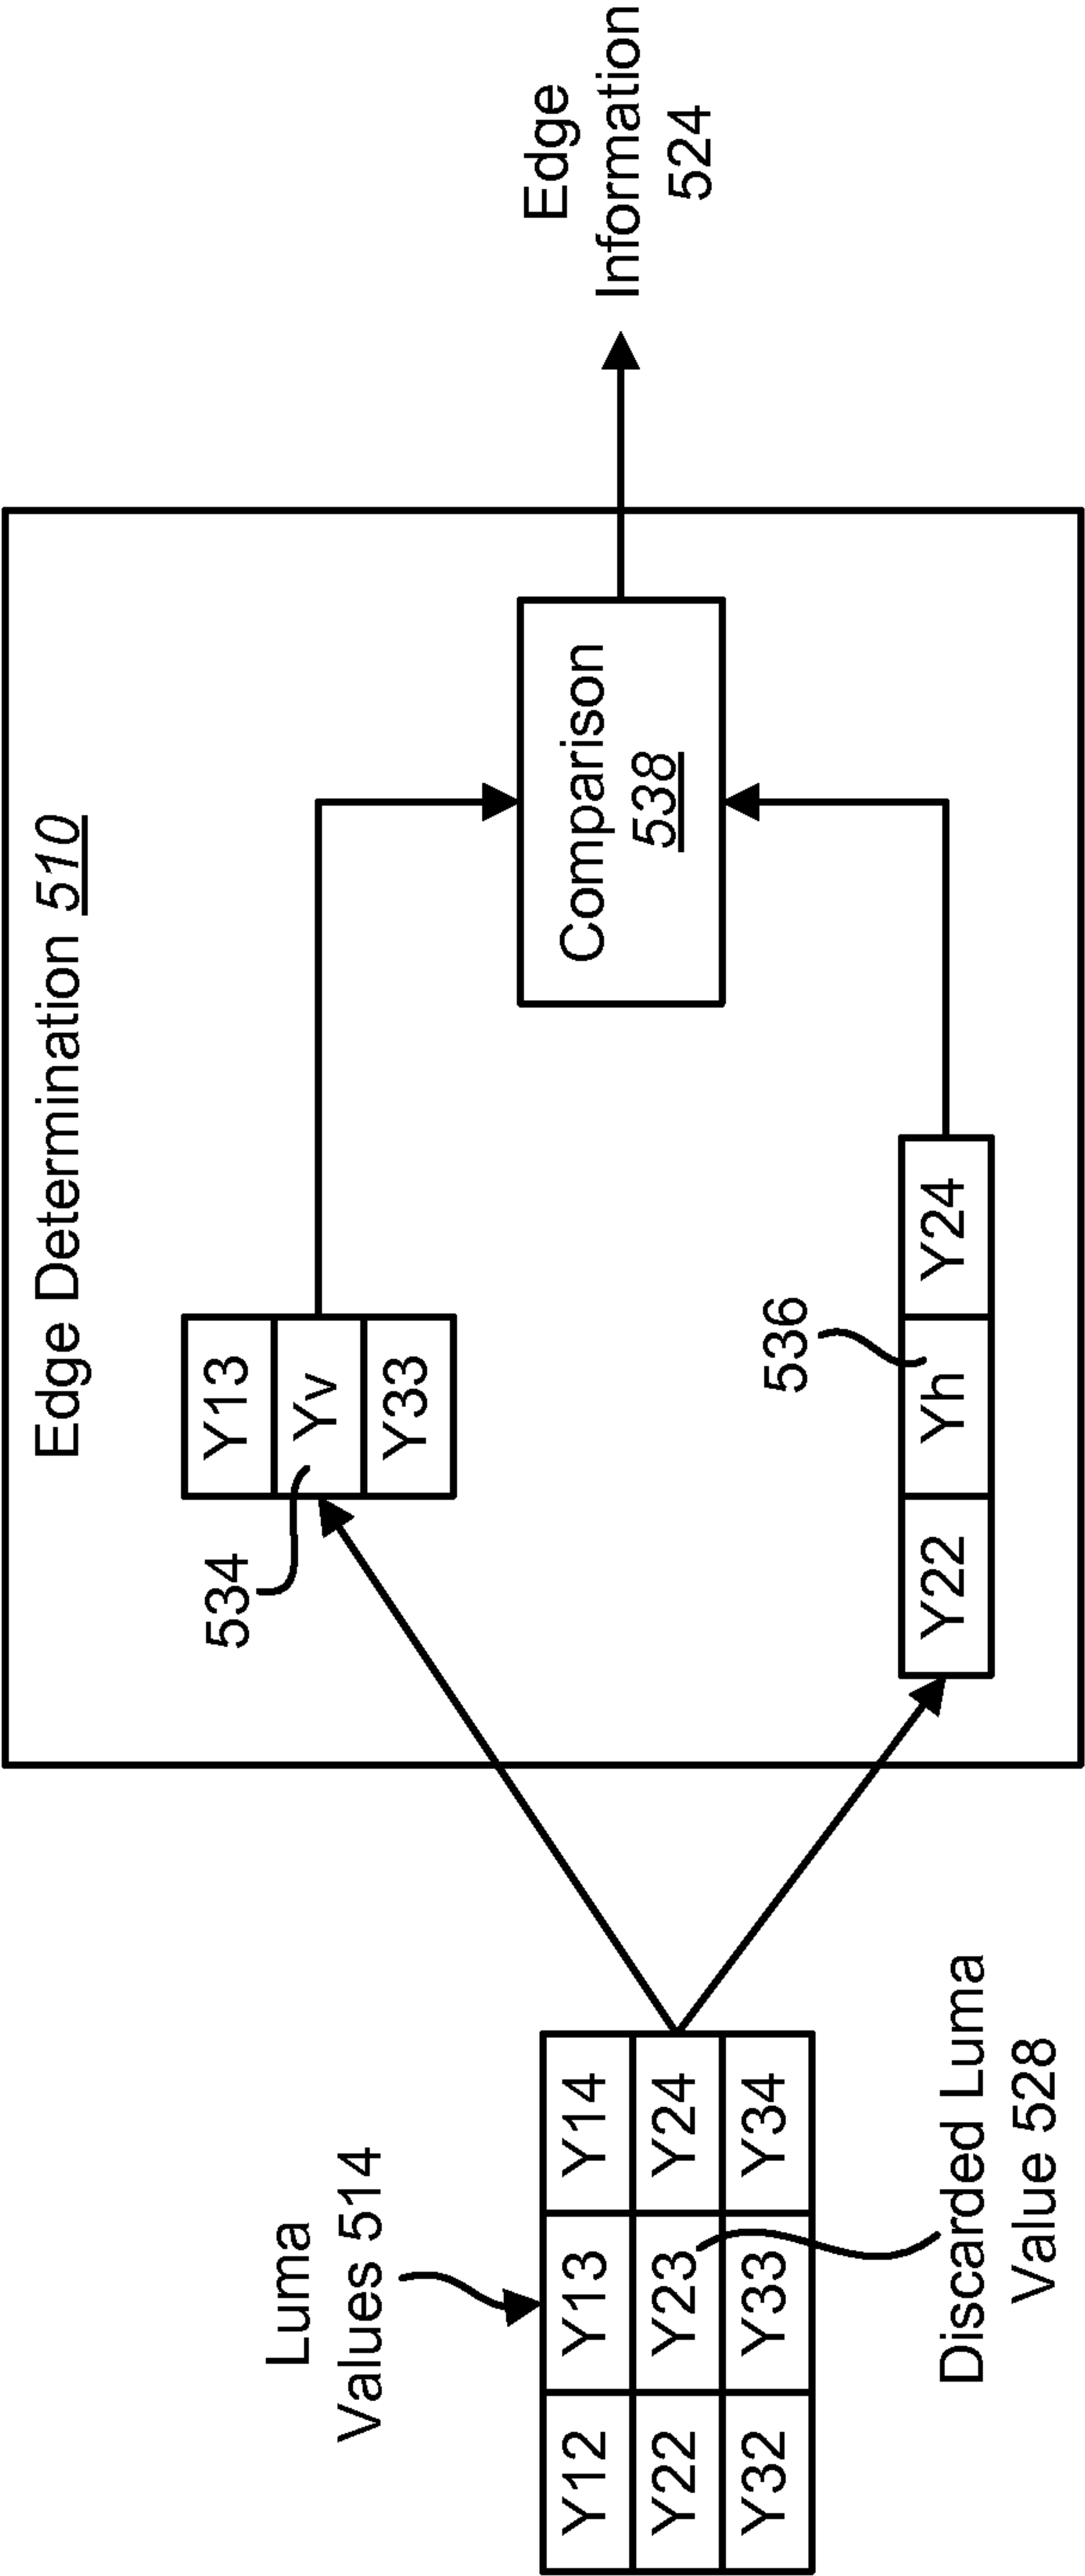 Luma
Values 514
Y12 Y13 Y14
Y22 Y23 Y24
Y32 Y33 Y34
Discarded Luma
Value 528
Edge Determination 510
534
Y13
Yv
Y33
536
Y22 Yh Y24
Comparison
538
Edge
Information
524